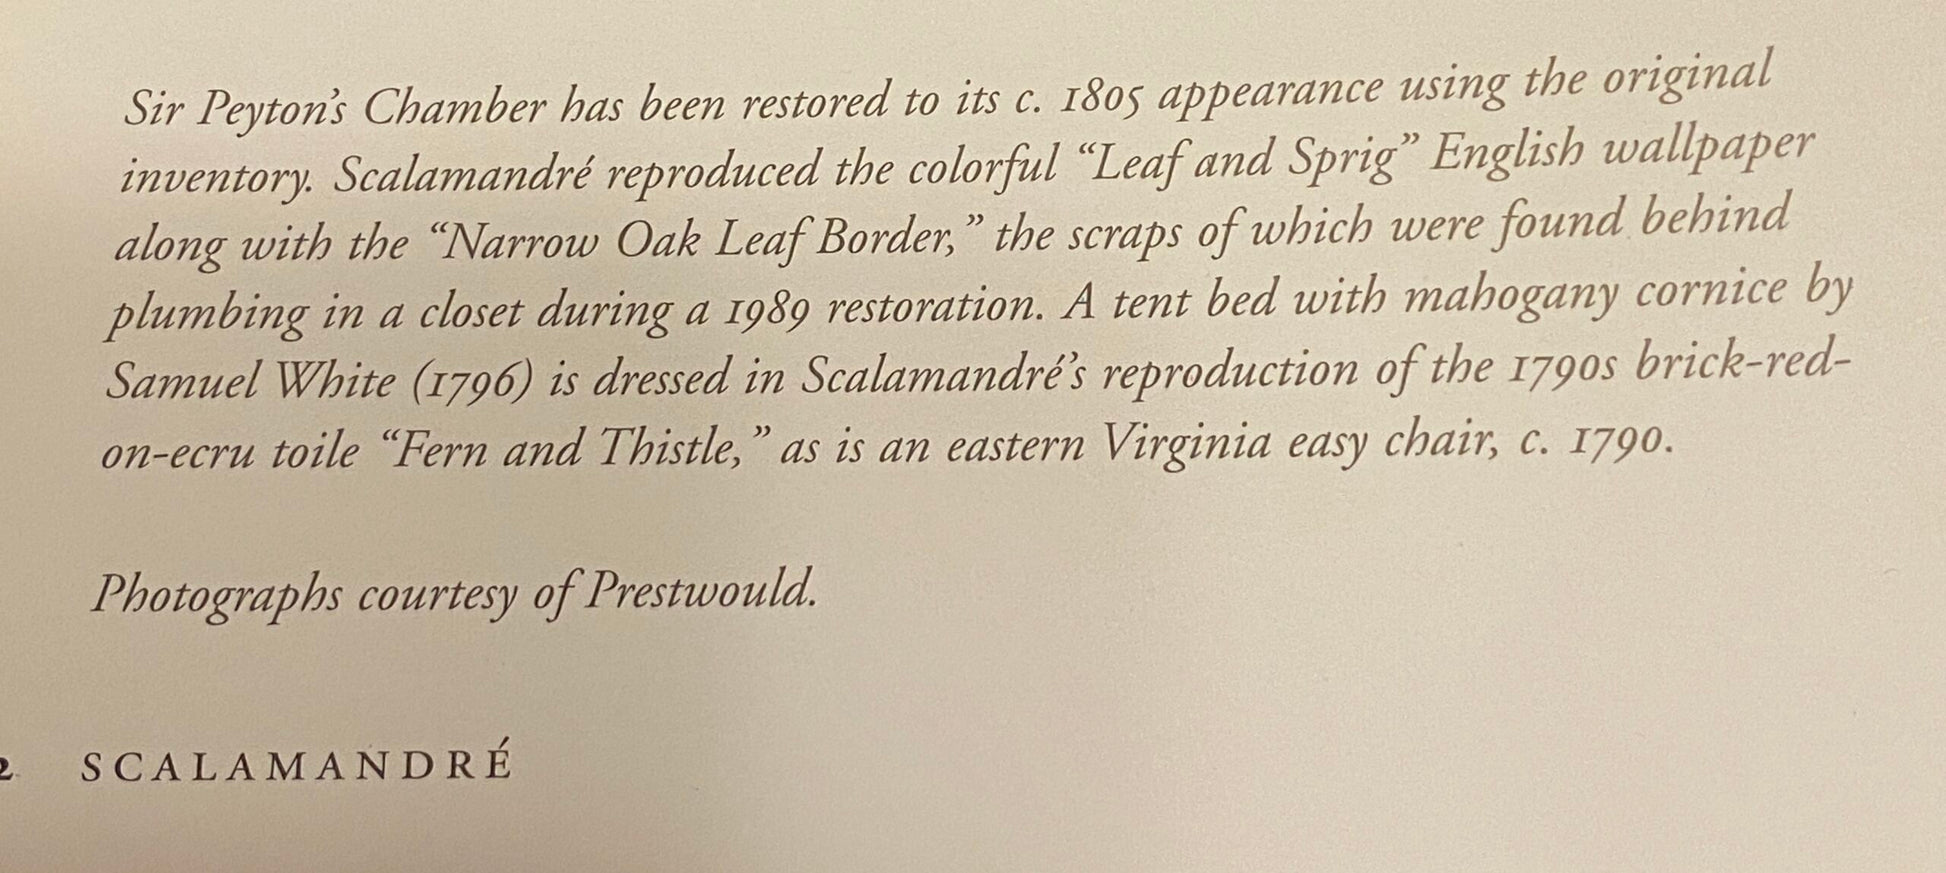 Sir Peyton’s Chamber has been restored to its c. 1805 appearance using the original
inventory. Scalamandré reproduced the colorful “Leaf and Sprig” English wallpaper
along with the “Narrow Oak Leaf Border,” the scraps of which were found behind
plumbing in a closet during a 1989 restoration. A tent bed with mahogany cornice by
Samuel White (1796) is dressed in Scalamandré’s reproduction of the 1790s brick-red-
on-ecru toile “Fern and Thistle,” as is an eastern Virginia easy chair, c. 1790.
Photographs courtesy of Prestwould.
2 SCALAMANDRÉ